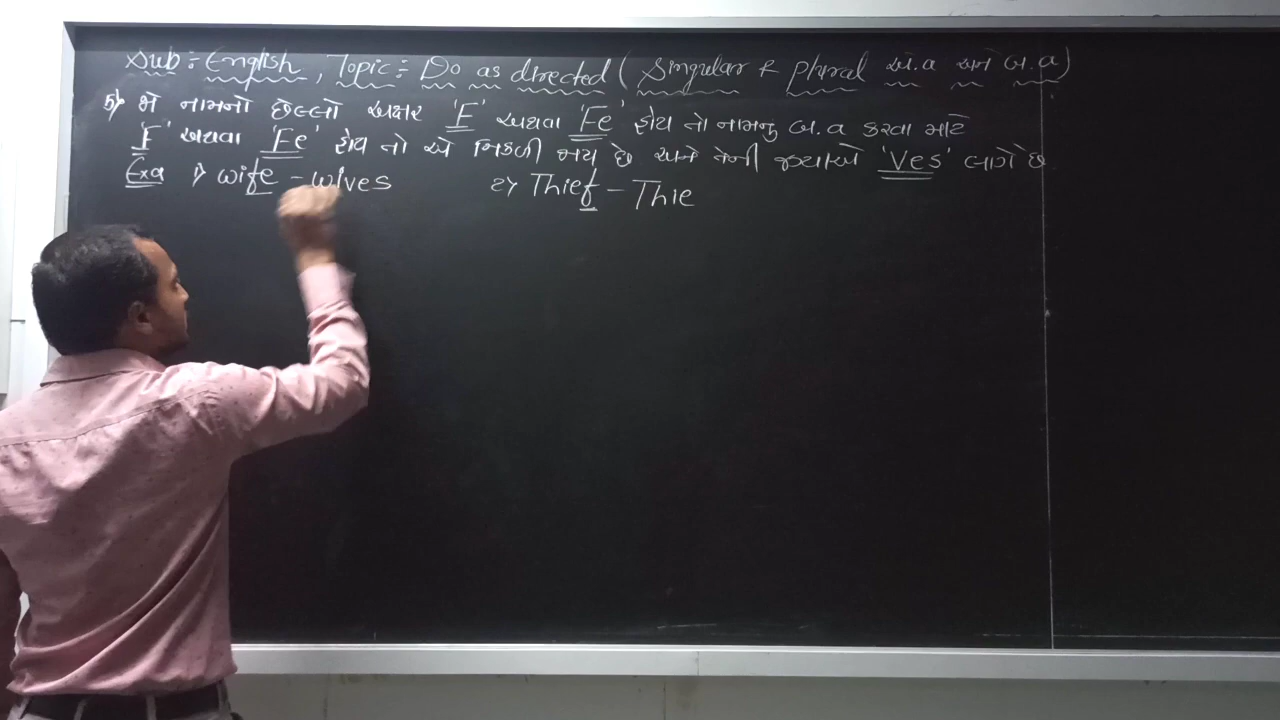 Sub:- English, Topic:- Do as directed ( Singular & plural એ.વ અને બ.વ )
5) જે નામનો છેલ્લો અક્ષર 'F' અથવા 'Fe' હોય તો નામનુ બ.વ કરવા માટે
'F' અથવા 'Fe' હોય તો એ નિકળી જાય છે અને તેની જગ્યાએ 'Ves' લાગે છે
Exa 1) wife - wives 2) Thief - Thie